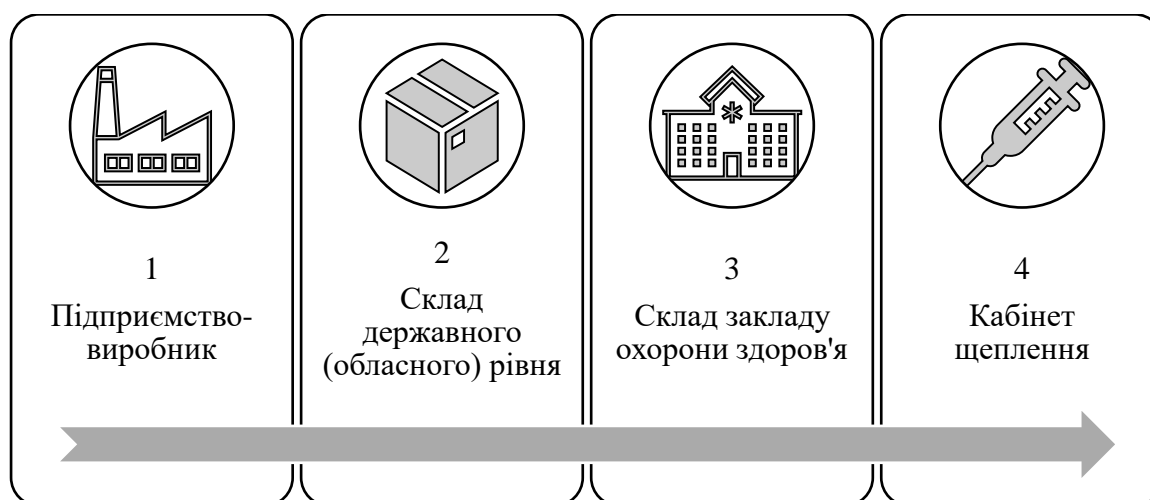 1
Підприємство-
виробник
2
Склад
державного
(обласного) рівня
3
Склад закладу
охорони здоров'я
4
Кабінет
щеплення